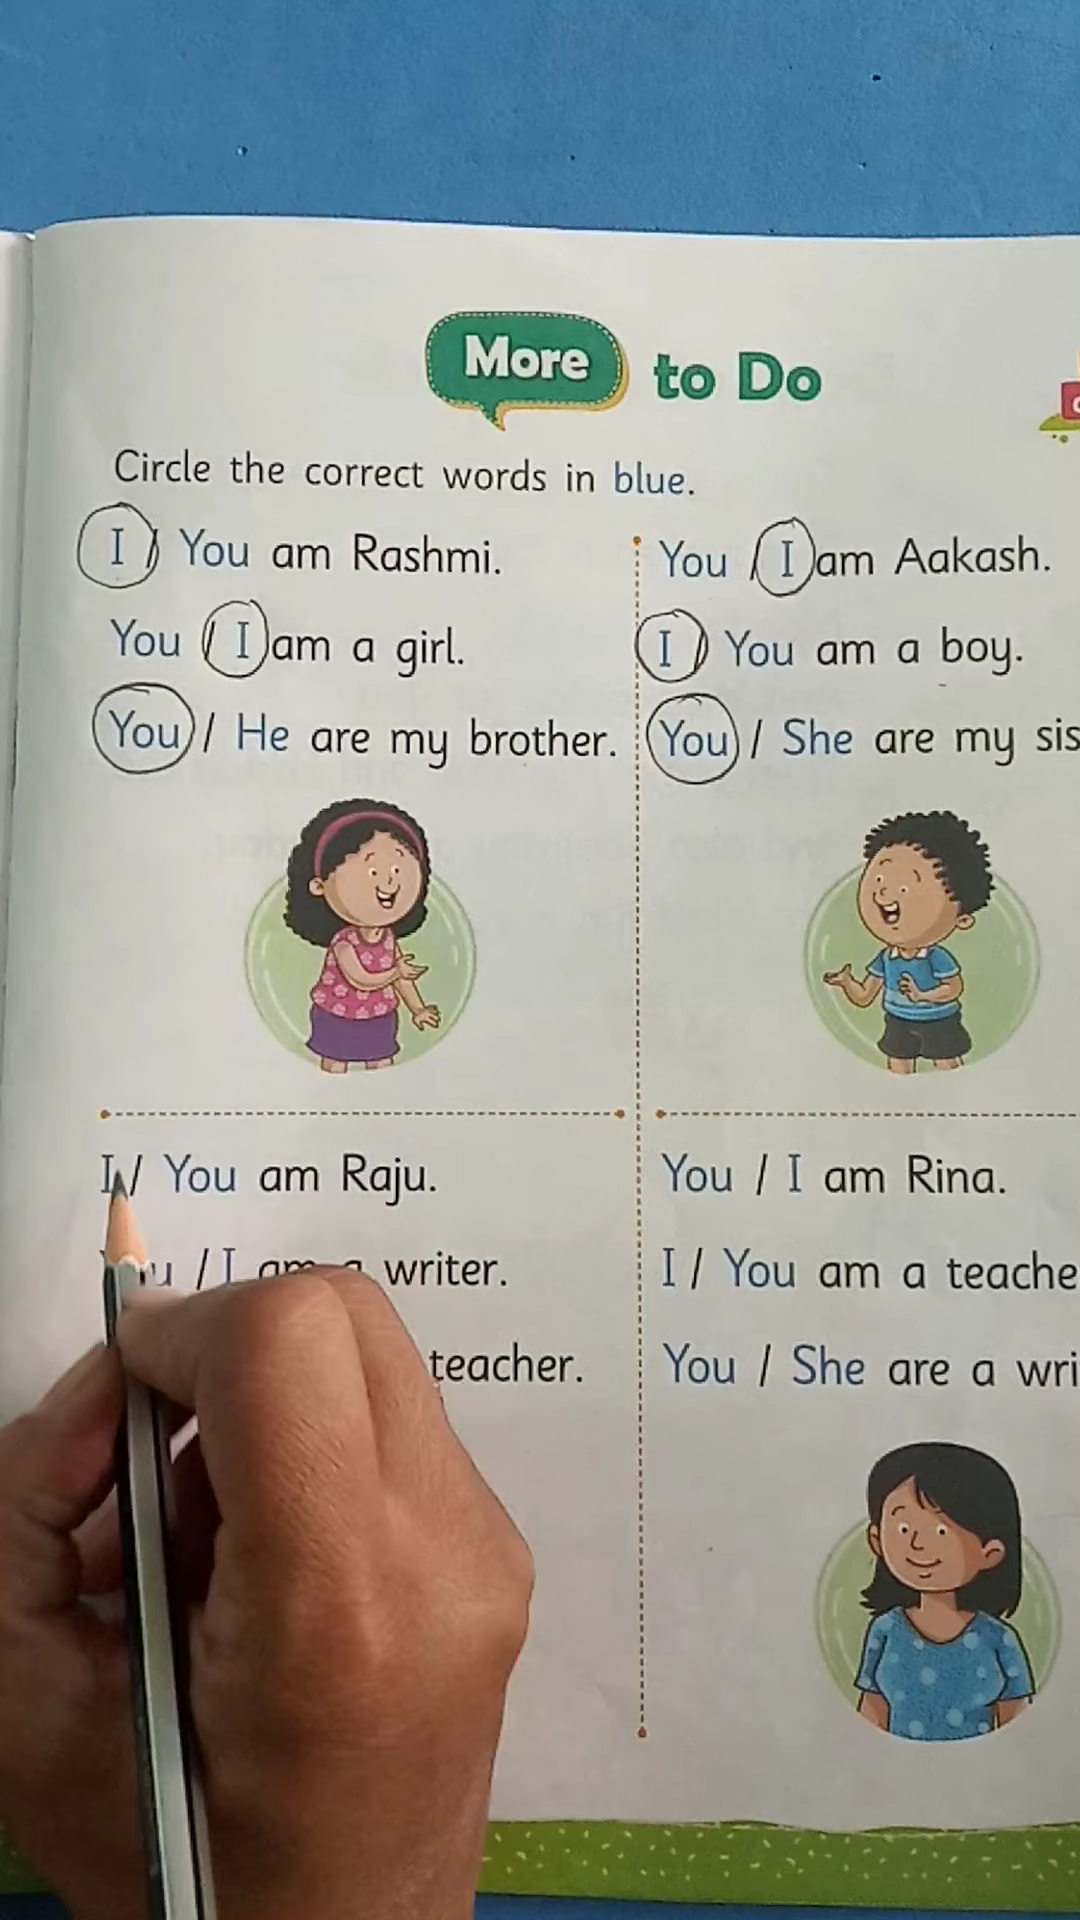 More to Do
Circle the correct words in blue.
I / You am Rashmi.
You / I am a girl.
You / He are my brother.
You / I am Aakash.
I / You am a boy.
You / She are my sis
I / You am Raju.
/ I am a writer.
teacher.
You / I am Rina.
I / You am a teache
You / She are a wri